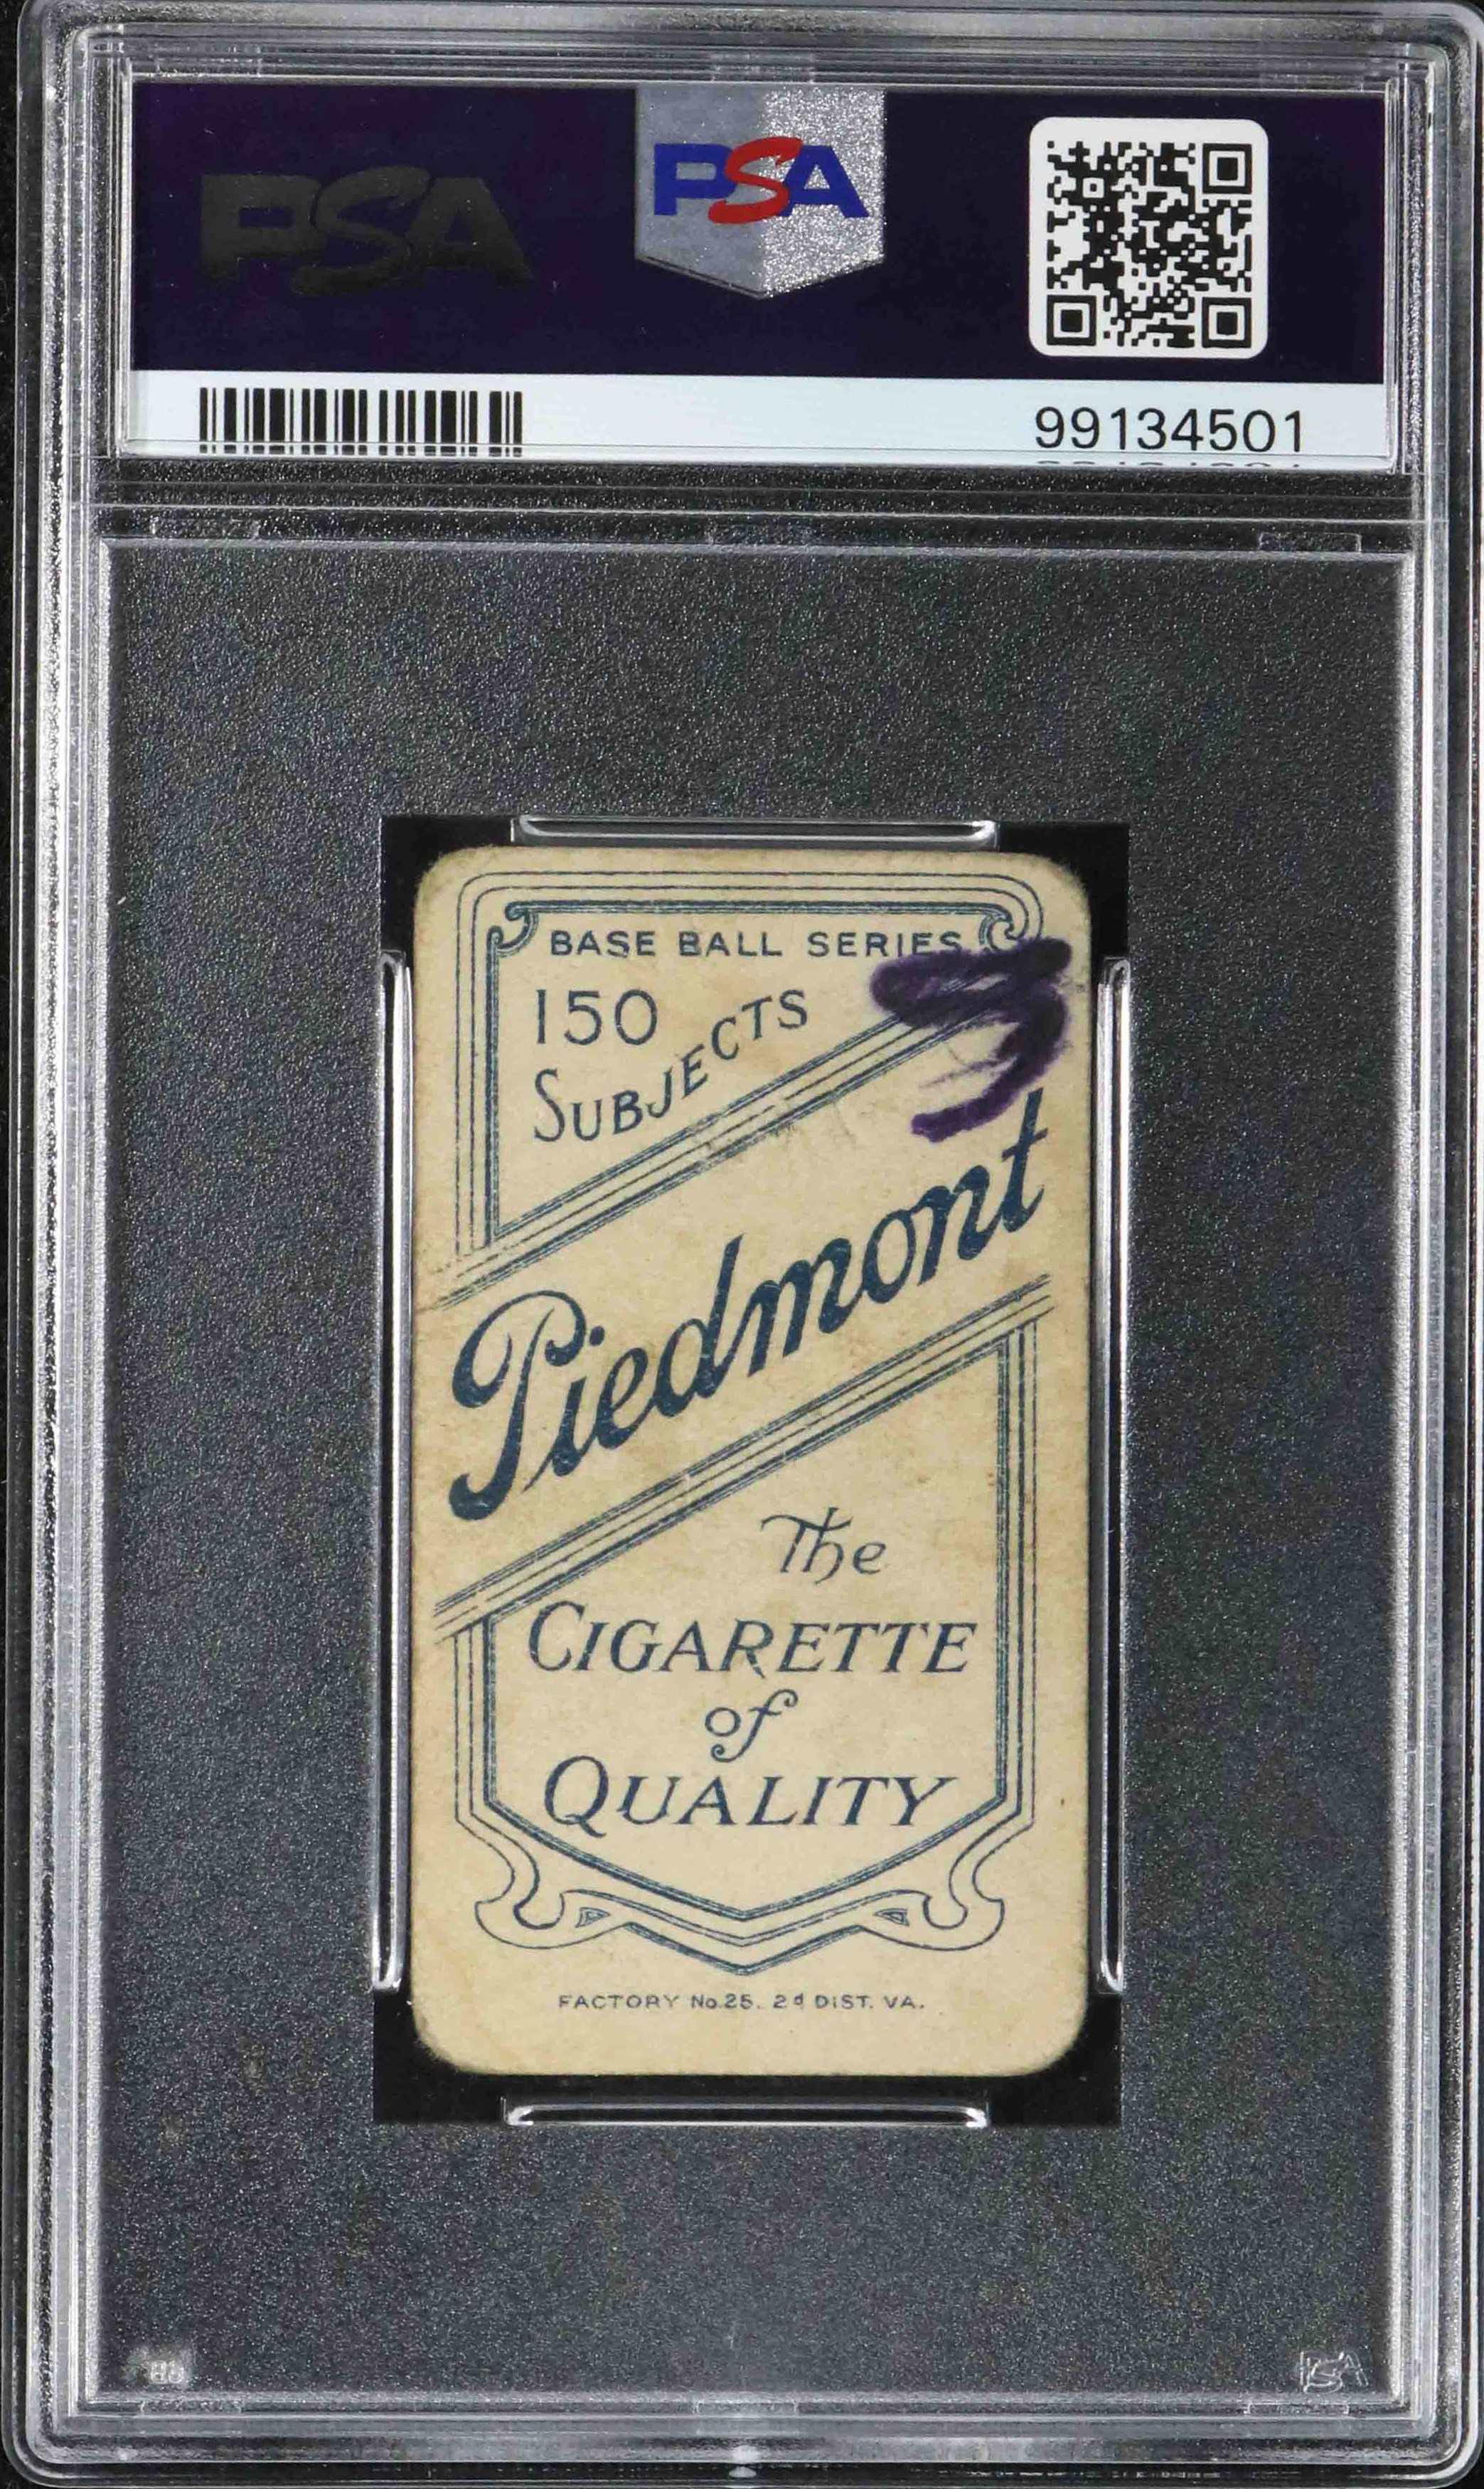 PSA
PSA
99134501
BASE BALL SERIES
150
SUBJECTS
Piedmont
The
CIGARETTE
of
QUALITY
FACTORY No.25. 2d DIST. VA.
PSA